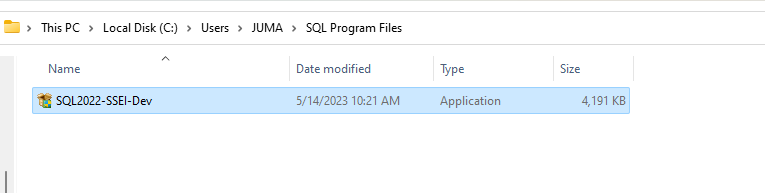 This PC > Local Disk (C:) > Users > JUMA > SQL Program Files
Name Date modified Type Size
SQL2022-SSEI-Dev 5/14/2023 10:21 AM Application 4,191 KB